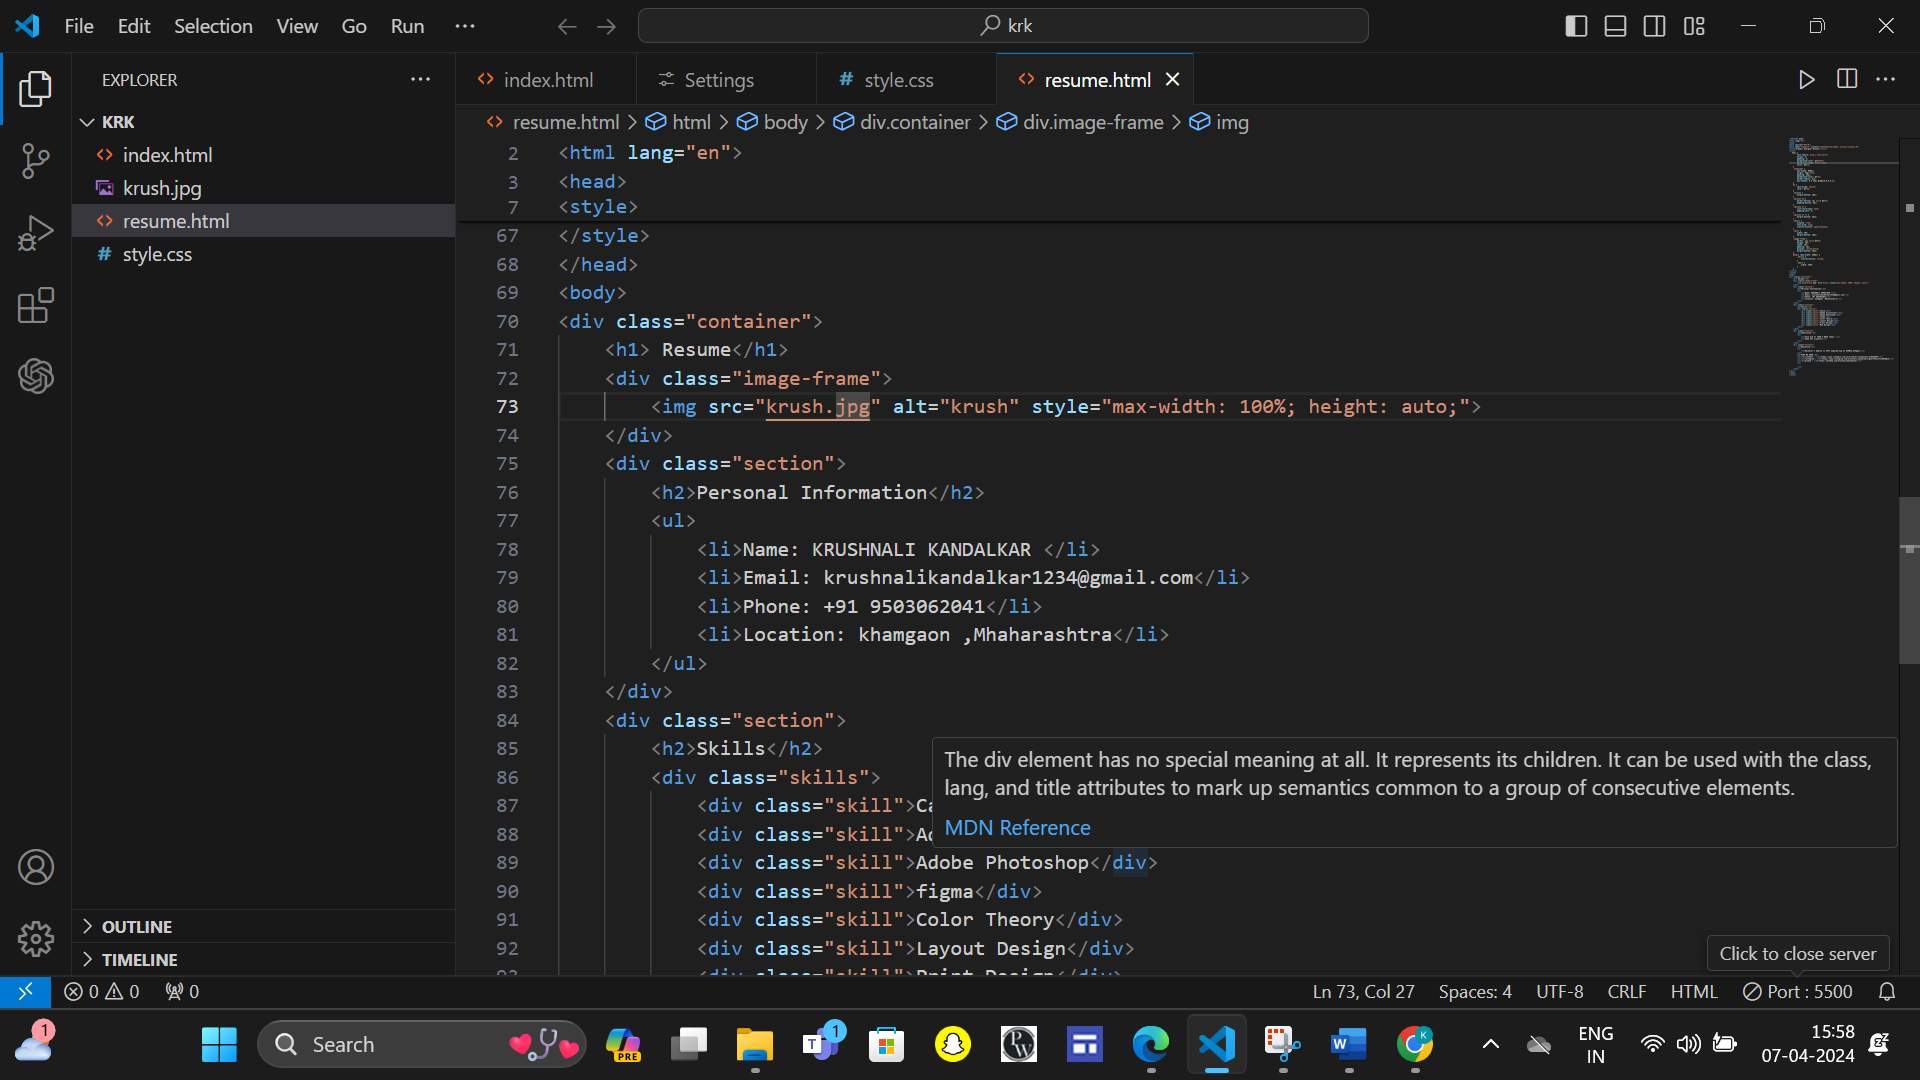 File Edit Selection View Go Run ···
krk
EXPLORER
index.html
Settings
style.css
resume.html
KRK
index.html
krush.jpg
resume.html
style.css
resume.html > html > body > div.container > div.image-frame > img
2 <html lang="en">
3 <head>
7 <style>
67 </style>
68 </head>
69 <body>
70 <div class="container">
71 <h1> Resume</h1>
72 <div class="image-frame">
73 <img src="krush.jpg" alt="krush" style="max-width: 100%; height: auto;">
74 </div>
75 <div class="section">
76 <h2>Personal Information</h2>
77 <ul>
78 <li>Name: KRUSHNALI KANDALKAR </li>
79 <li>Email: krushnalikandalkar1234@gmail.com</li>
80 <li>Phone: +91 9503062041</li>
81 <li>Location: khamgaon ,Mhaharashtra</li>
82 </ul>
83 </div>
84 <div class="section">
85 <h2>Skills</h2>
86 <div class="skills">
87 <div class="skill">Ca
88 <div class="skill">Ad
89 <div class="skill">Adobe Photoshop</div>
90 <div class="skill">figma</div>
91 <div class="skill">Color Theory</div>
92 <div class="skill">Layout Design</div>
93 <div class="skill">Print Design</div>
The div element has no special meaning at all. It represents its children. It can be used with the class,
lang, and title attributes to mark up semantics common to a group of consecutive elements.
MDN Reference
OUTLINE
TIMELINE
Click to close server
0 0 0
Ln 73, Col 27 Spaces: 4 UTF-8 CRLF HTML Port : 5500
1
Search
PRE
T 1
W
K
ENG
IN
15:58
07-04-2024